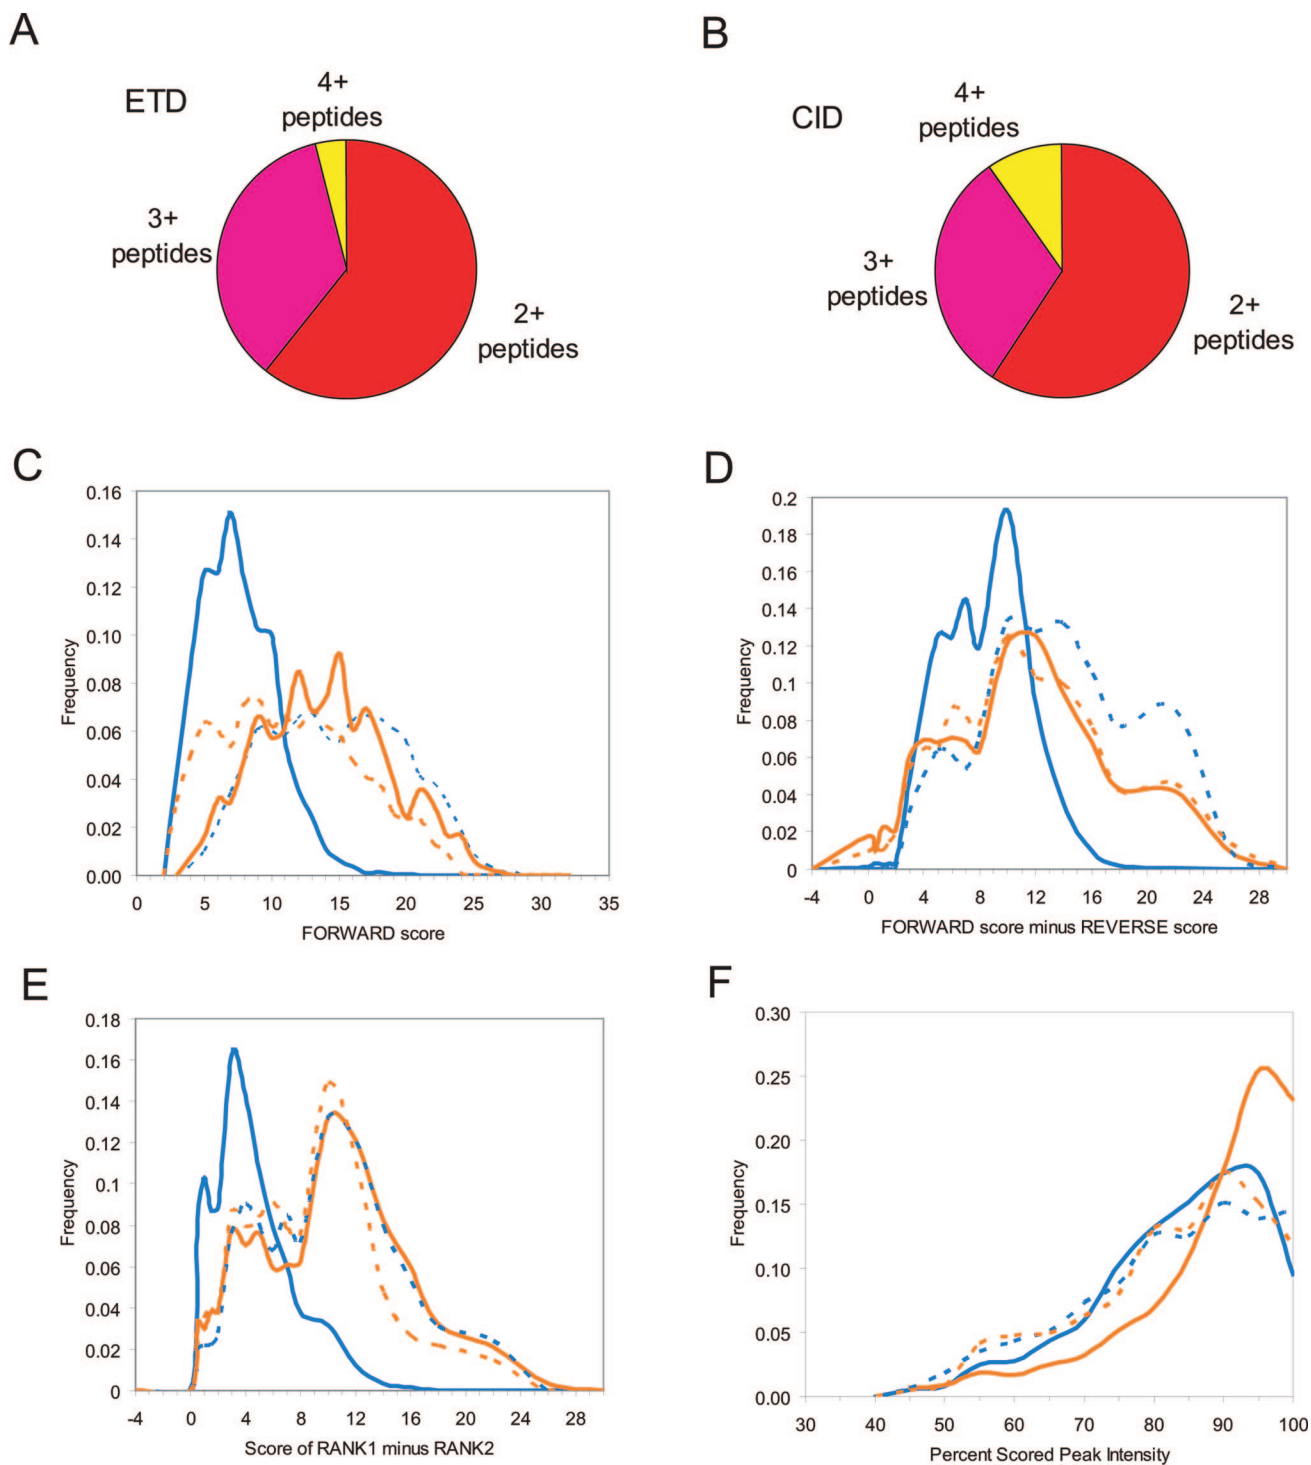 A
B
ETD
4+
peptides
3+
peptides
2+
peptides
CID
4+
peptides
3+
peptides
2+
peptides
C
0.16
0.14
0.12
0.10
0.08
0.06
0.04
0.02
0.00
Frequency
0 5 10 15 20 25 30 35
FORWARD score
D
0.2
0.18
0.16
0.14
0.12
0.1
0.08
0.06
0.04
0.02
0
Frequency
-4 0 4 8 12 16 20 24 28
FORWARD score minus REVERSE score
E
0.18
0.16
0.14
0.12
0.1
0.08
0.06
0.04
0.02
0
Frequency
-4 0 4 8 12 16 20 24 28
Score of RANK1 minus RANK2
F
0.30
0.25
0.20
0.15
0.10
0.05
0.00
Frequency
30 40 50 60 70 80 90 100
Percent Scored Peak Intensity